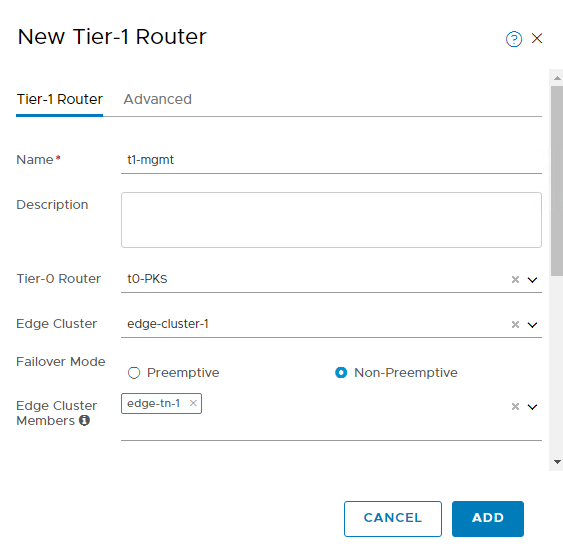 New Tier-1 Router
Tier-1 Router Advanced
Name* t1-mgmt
Description
Tier-0 Router t0-PKS
Edge Cluster edge-cluster-1
Failover Mode Preemptive Non-Preemptive
Edge Cluster Members edge-tn-1
CANCEL ADD